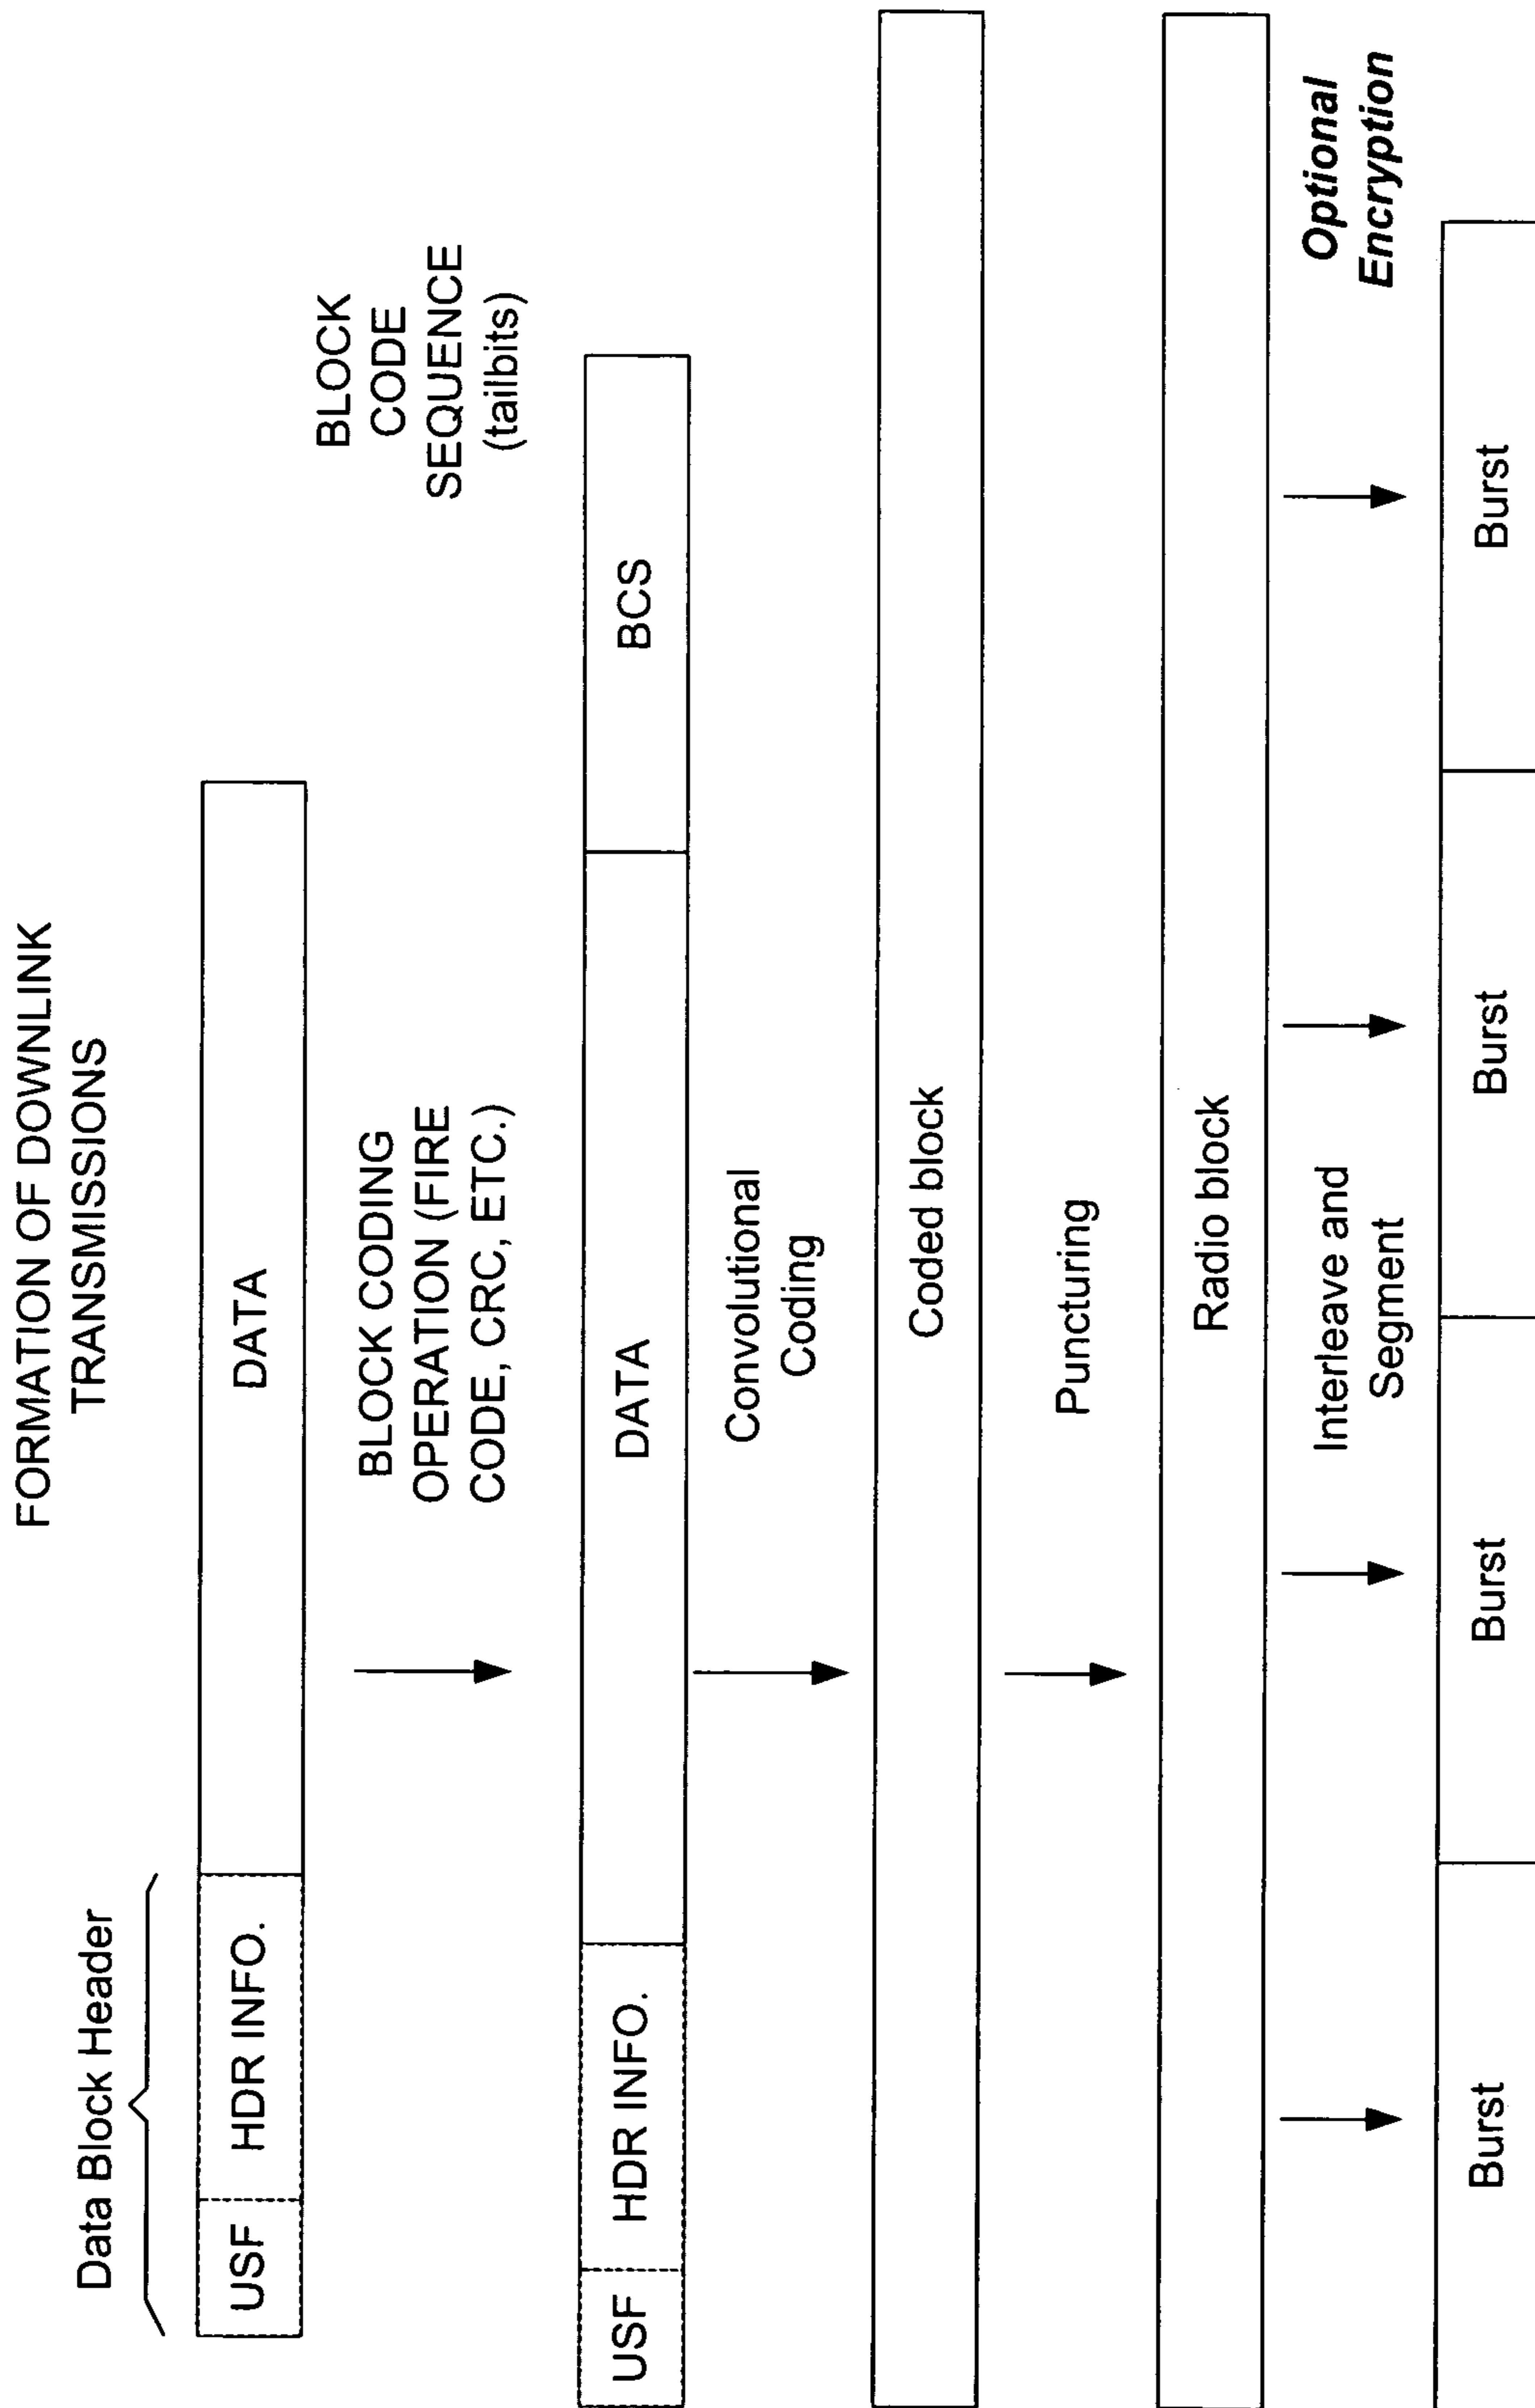 FORMATION OF DOWNLINK
TRANSMISSIONS
Data Block Header
USF
HDR INFO.
DATA
BLOCK CODING
OPERATION (FIRE
CODE, CRC, ETC.)
BLOCK
CODE
SEQUENCE
(tailbits)
USF
HDR INFO.
DATA
BCS
Convolutional
Coding
Coded block
Puncturing
Radio block
Interleave and
Segment
Optional
Encryption
Burst
Burst
Burst
Burst